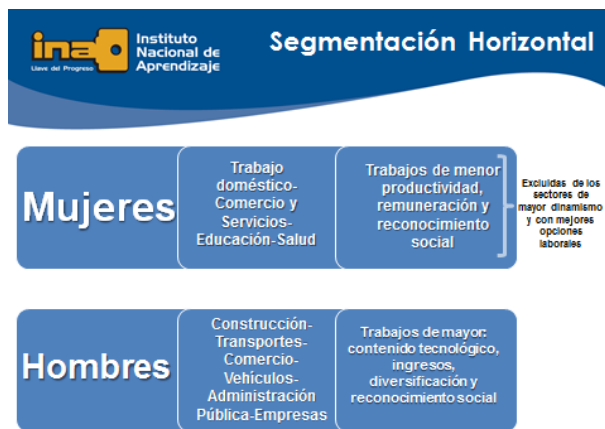 ina
Llave del Progreso
Instituto
Nacional de
Aprendizaje
Segmentación Horizontal
Mujeres
Trabajo
doméstico-
Comercio y
Servicios-
Educación-Salud
Trabajos de menor
productividad,
remuneración y
reconocimiento
social
Excluidas de los
sectores de
mayor dinamismo
y con mejores
opciones
laborales
Hombres
Construcción-
Transportes-
Comercio-
Vehículos-
Administración
Pública-Empresas
Trabajos de mayor:
contenido tecnológico,
ingresos,
diversificación y
reconocimiento social